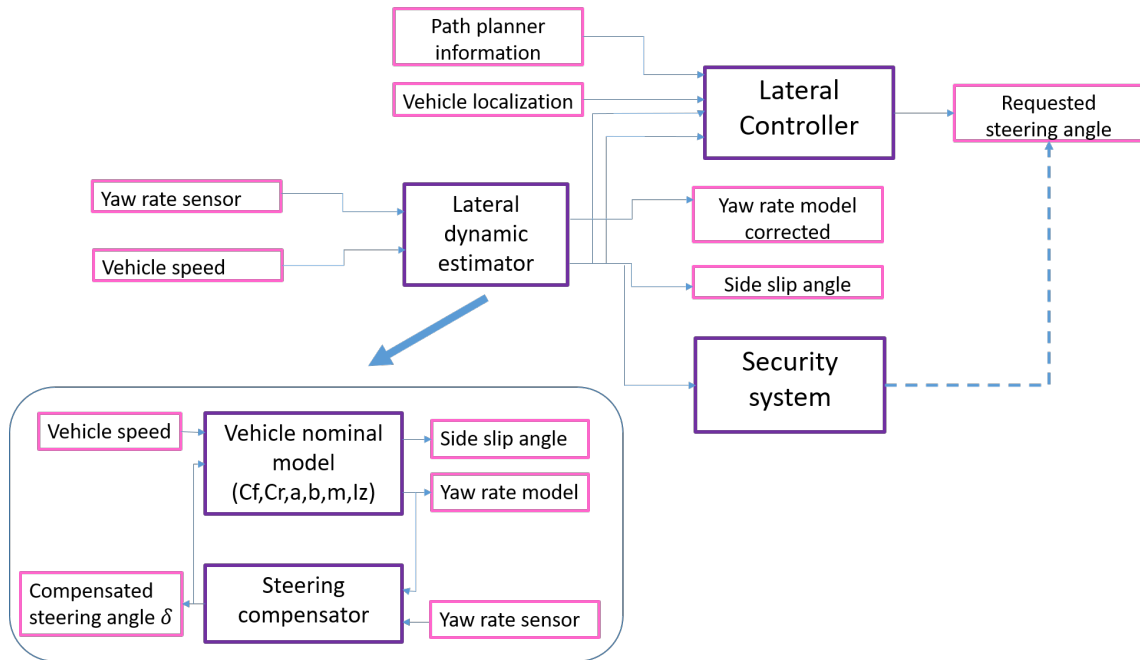 Path planner
information
Vehicle localization
Lateral
Controller
Requested
steering angle
Yaw rate sensor
Vehicle speed
Lateral
dynamic
estimator
Yaw rate model
corrected
Side slip angle
Security
system
Vehicle speed
Vehicle nominal
model
(Cf,Cr,a,b,m,Iz)
Side slip angle
Yaw rate model
Compensated
steering angle δ
Steering
compensator
Yaw rate sensor